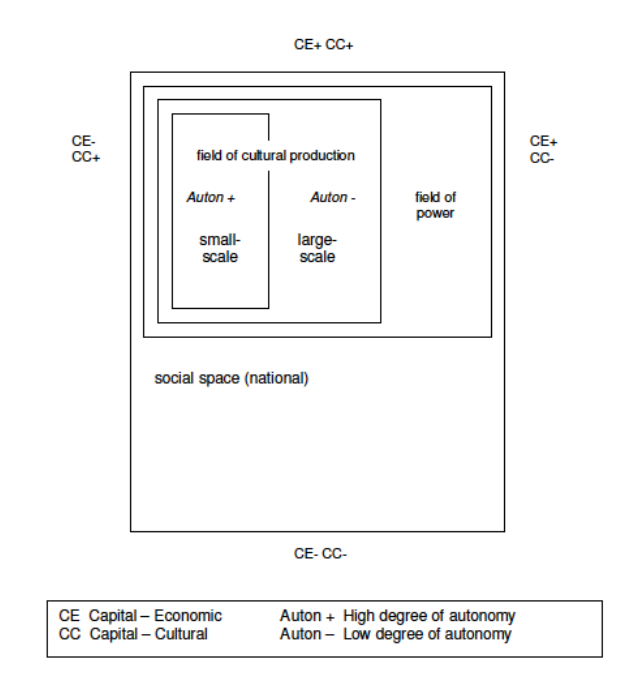 CE+ CC+
CE-
CC+
CE+
CC-
field of cultural production
Auton +
Auton -
field of
power
small-
scale
large-
scale
social space (national)
CE- CC-
CE Capital – Economic
Auton + High degree of autonomy
CC Capital – Cultural
Auton – Low degree of autonomy